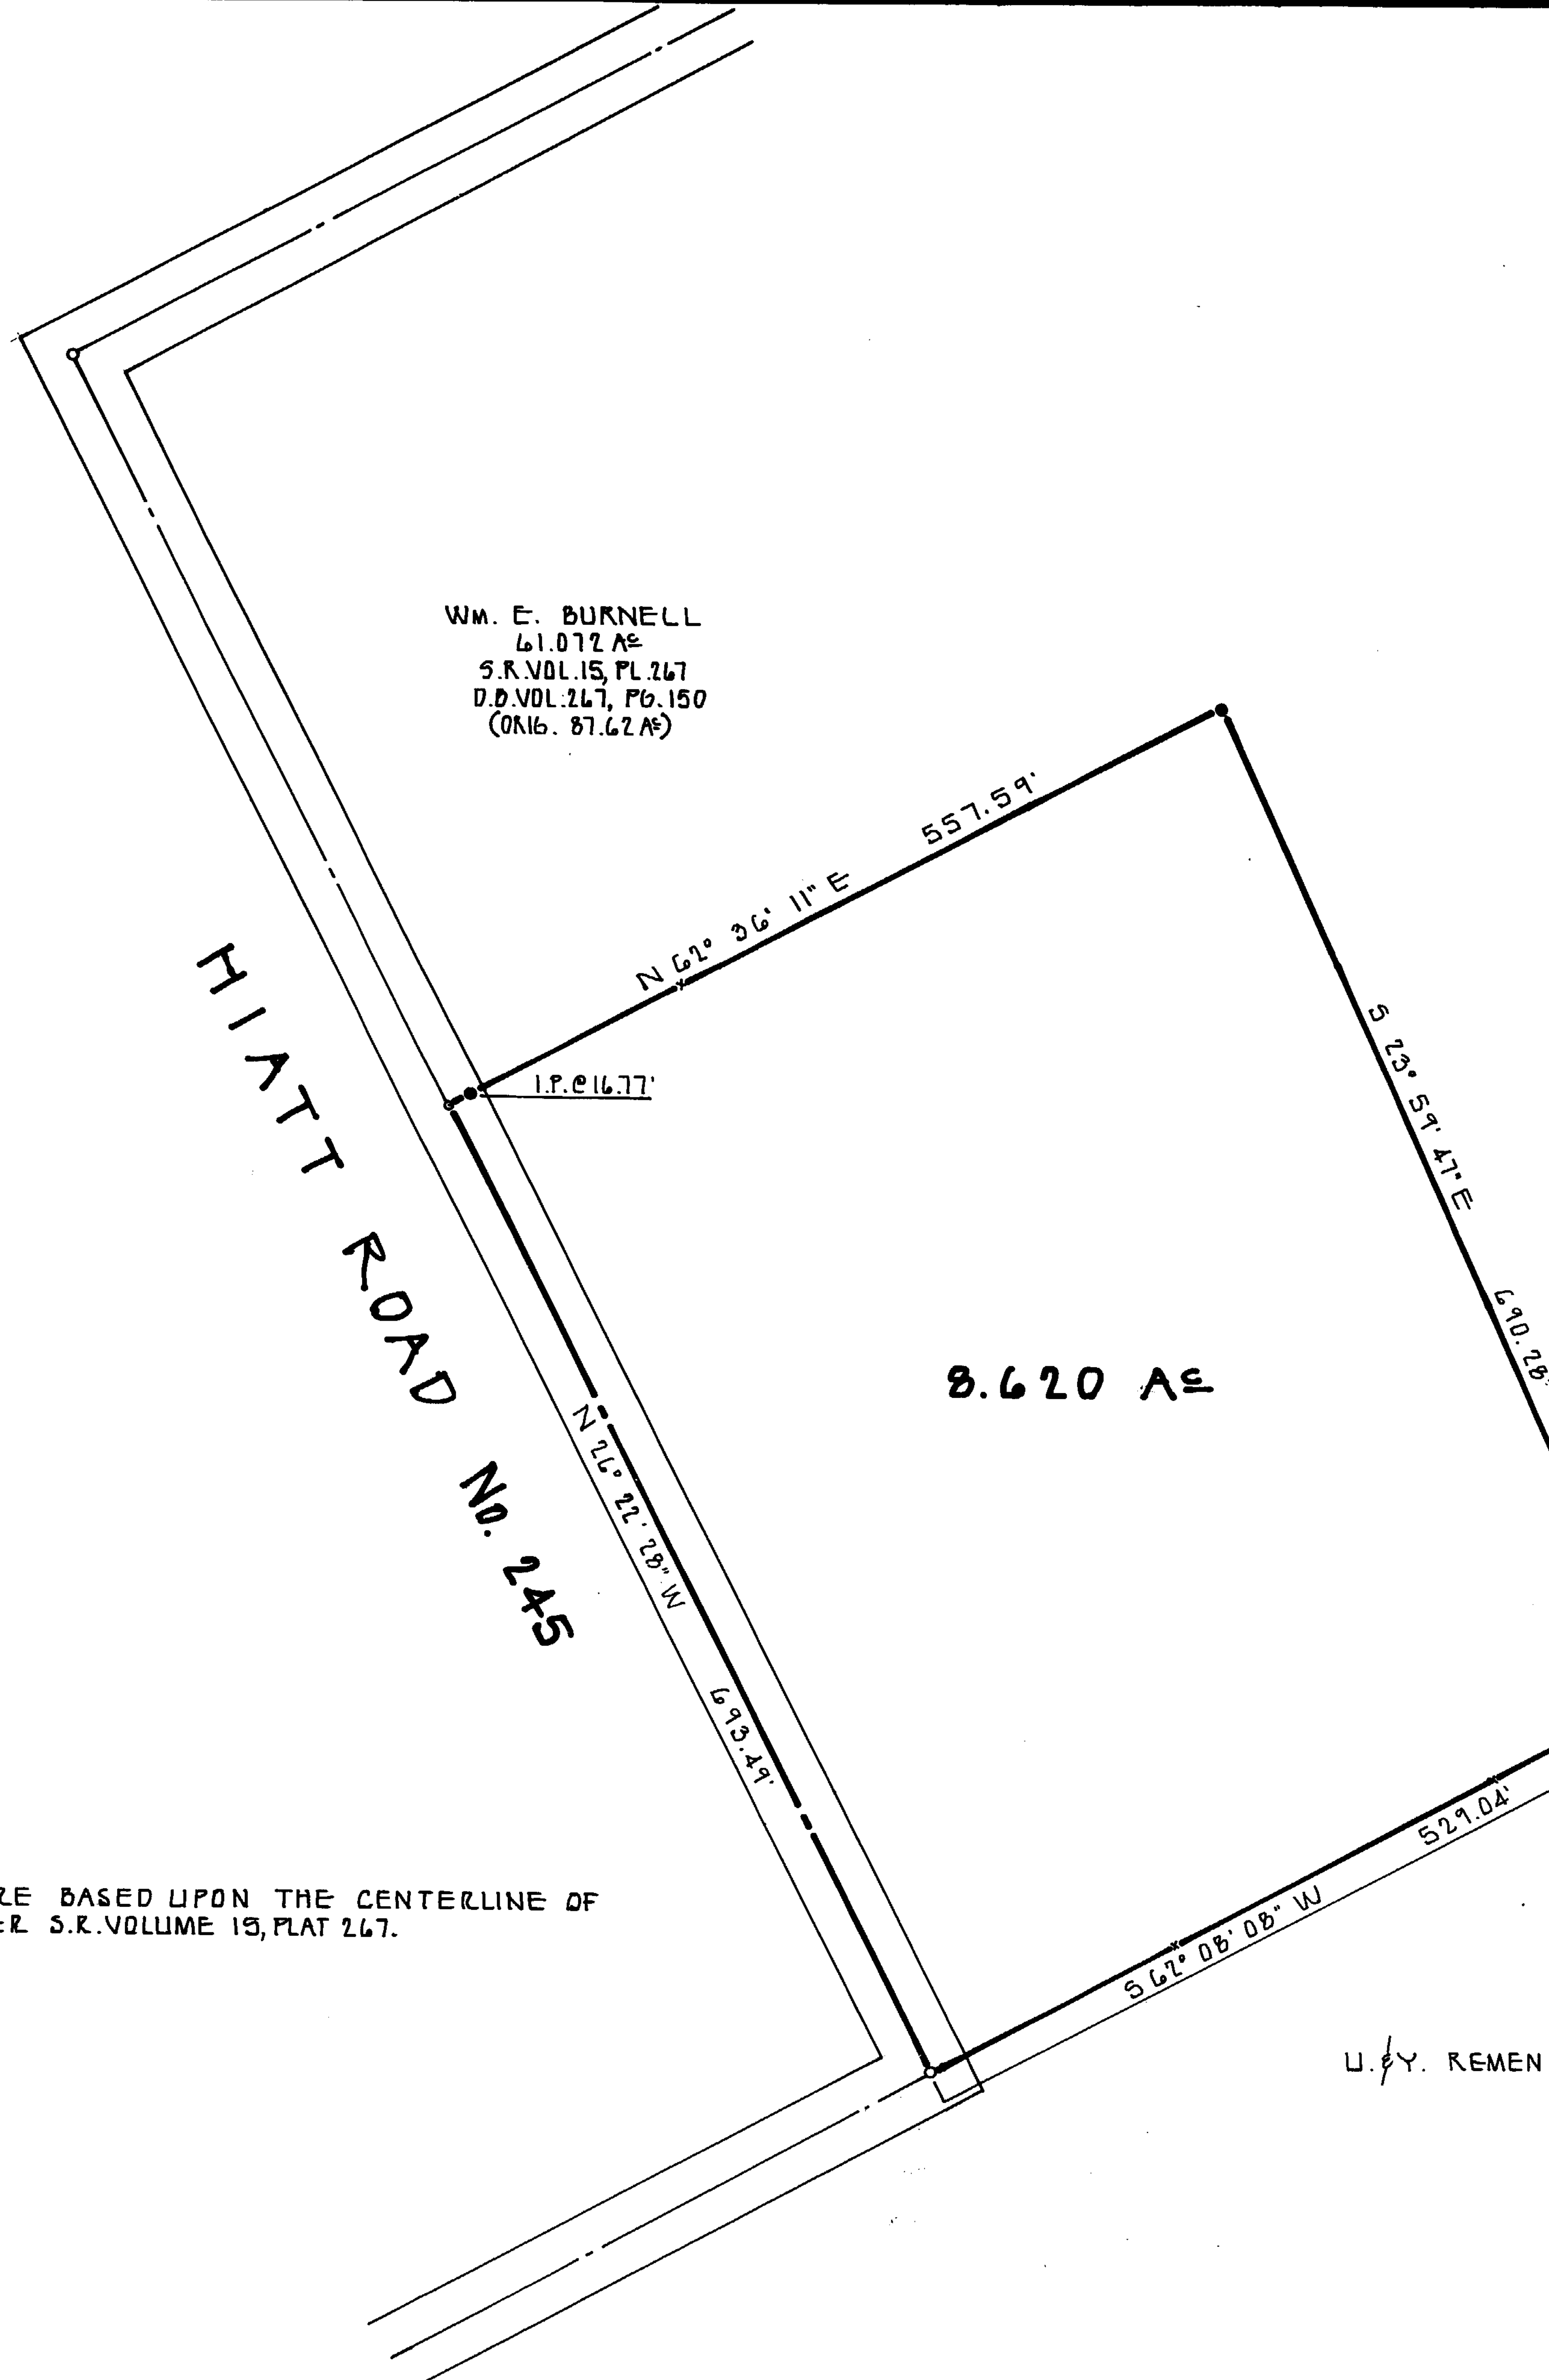 WM. E. BURNELL
61.072 Ac
S.R.VOL.15, PL.267
D.B.VOL.267, PG.150
(ORIG. 87.62 Ac)
557.59'
N 62° 36' 11" E
I.P.@16.77'
S 23° 59' 47" E
690.28'
HIATT ROAD No. 245
8.620 Ac
N 26° 22' 28" W
693.49'
529.04'
S 62° 08' 08" W
BASED UPON THE CENTERLINE OF
S.R.VOLUME 15, PLAT 267.
U.&Y. REMEN